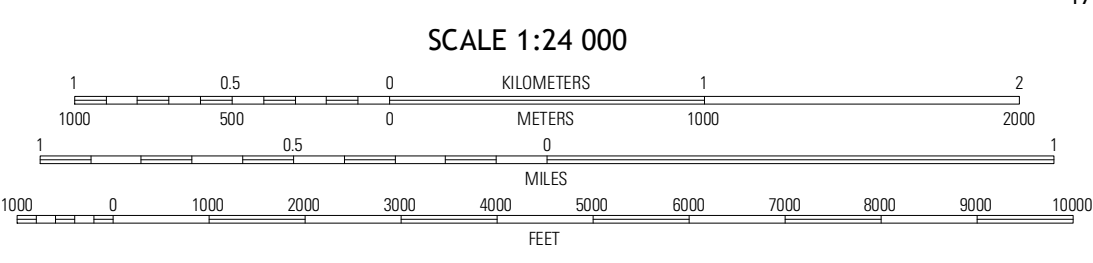 SCALE 1:24 000
1 0.5 0 KILOMETERS 1 2
1000 500 0 METERS 1000 2000
1 0.5 0 1
MILES
1000 0 1000 2000 3000 4000 5000 6000 7000 8000 9000 10000
FEET